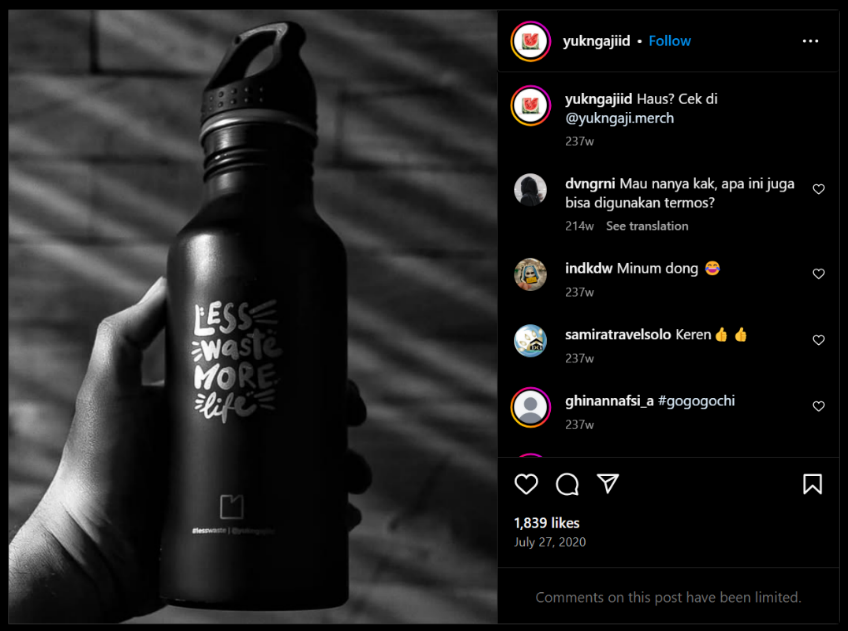 LESS
waste
MORE
life
#lesswaste | @yukngajiid
yukngajiid • Follow
yukngajiid Haus? Cek di
@yukngaji.merch
237w
dvngrni Mau nanya kak, apa ini juga
bisa digunakan termos?
214w See translation
indkdw Minum dong 😂
237w
samiratravelsolo Keren👍 👍
237w
ghinannafsi_a #gogogochi
237w
1,839 likes
July 27, 2020
Comments on this post have been limited.